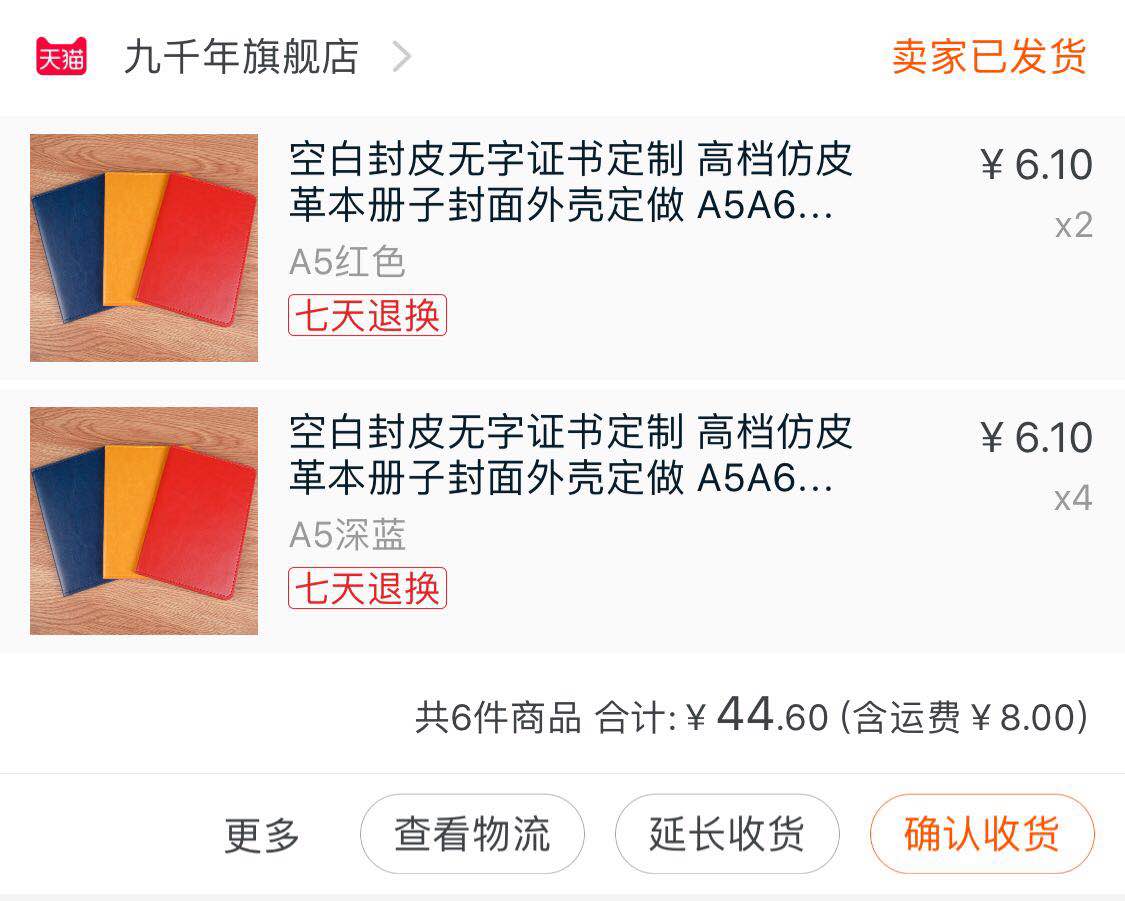 天猫 九千年旗舰店 卖家已发货
空白封皮无字证书定制 高档仿皮 ¥6.10
革本册子封面外壳定做 A5A6... x2
A5红色
七天退换
空白封皮无字证书定制 高档仿皮 ¥6.10
革本册子封面外壳定做 A5A6... x4
A5深蓝
七天退换
共6件商品 合计:¥44.60 (含运费¥8.00)
更多 查看物流 延长收货 确认收货